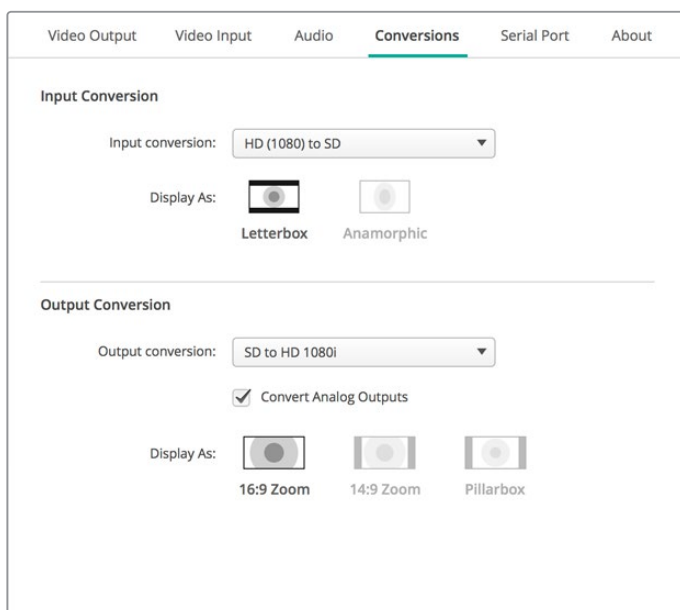 Video Output Video Input Audio Conversions Serial Port About
Input Conversion
Input conversion: HD (1080) to SD
Display As:
Letterbox Anamorphic
Output Conversion
Output conversion: SD to HD 1080i
Convert Analog Outputs
Display As:
16:9 Zoom 14:9 Zoom Pillarbox